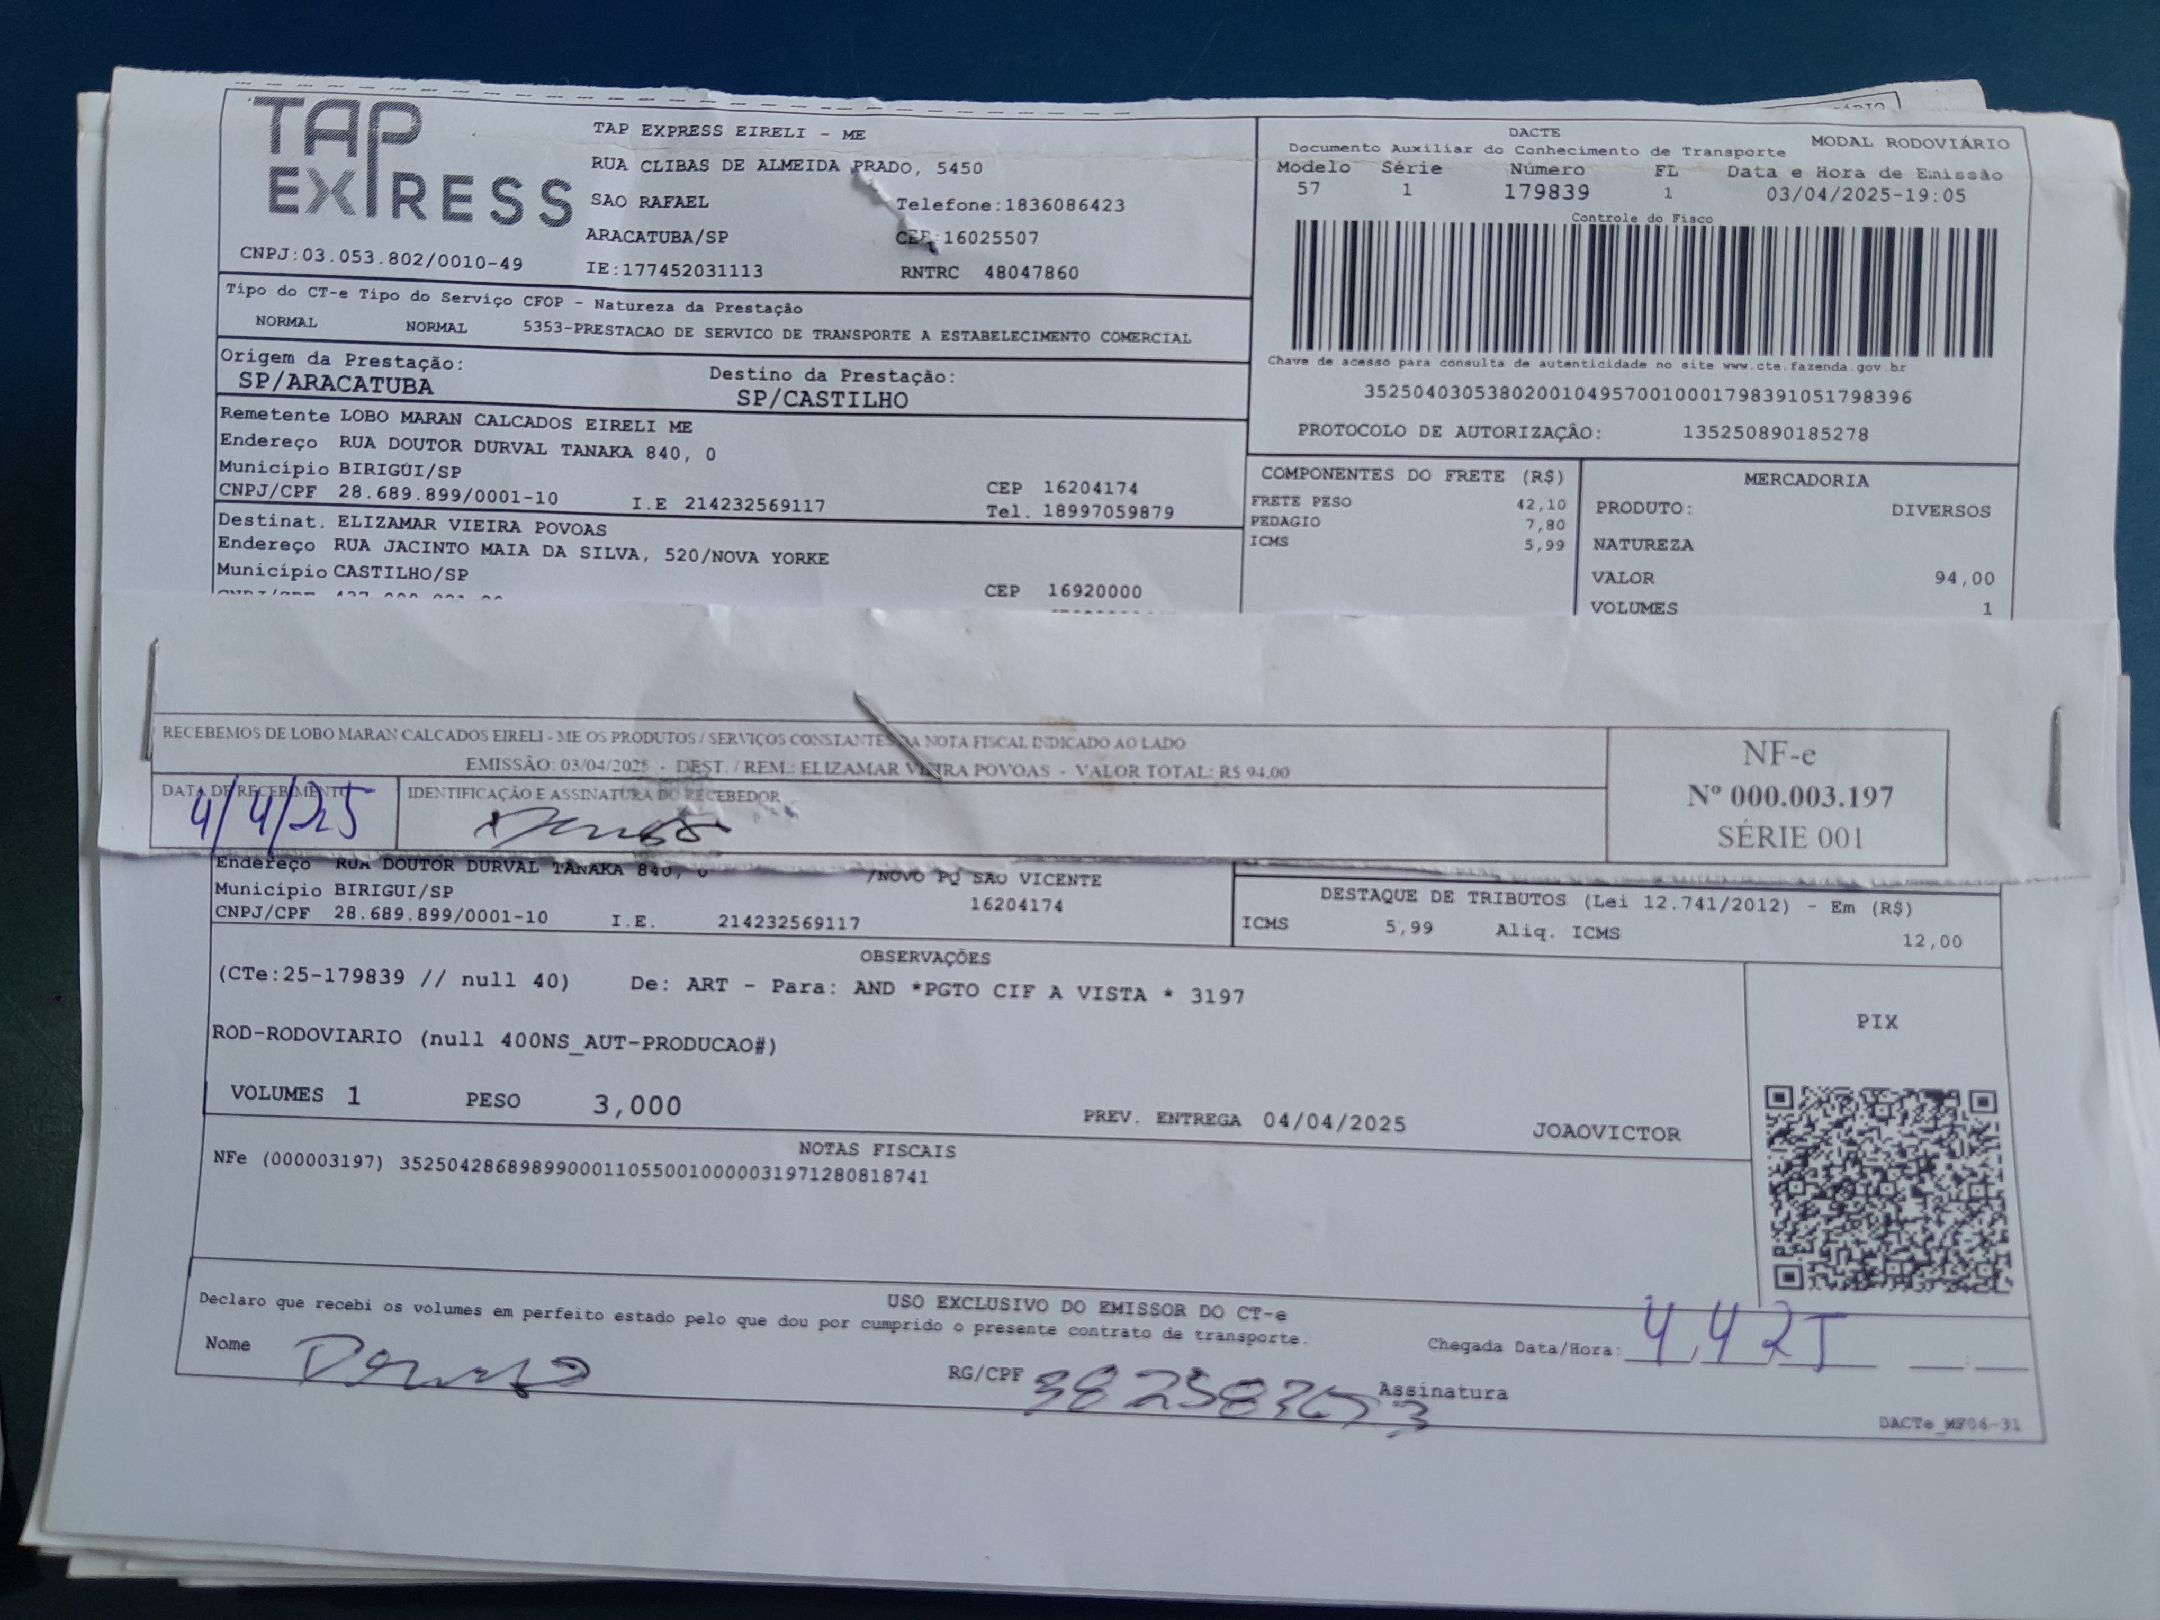 TAP
EXPRESS
CNPJ:03.053.802/0010-49
TAP EXPRESS EIRELI - ME
RUA CLIBAS DE ALMEIDA PRADO, 5450
SAO RAFAEL
Telefone:1836086423
ARACATUBA/SP
CEP:16025507
IE:177452031113
RNTRC 48047860
DACTE
MODAL RODOVIÁRIO
Documento Auxiliar do Conhecimento de Transporte
Modelo Série Número FL Data e Hora de Emissão
57 1 179839 1 03/04/2025-19:05
Controle do Fisco
Chave de acesso para consulta de autenticidade no site www.cte.fazenda.gov.br
35250403053802001049570010001798391051798396
PROTOCOLO DE AUTORIZAÇÃO: 135250890185278
Tipo do CT-e Tipo do Serviço CFOP - Natureza da Prestação
NORMAL NORMAL 5353-PRESTACAO DE SERVICO DE TRANSPORTE A ESTABELECIMENTO COMERCIAL
Origem da Prestação:
SP/ARACATUBA
Destino da Prestação:
SP/CASTILHO
Remetente LOBO MARAN CALCADOS EIRELI ME
Endereço RUA DOUTOR DURVAL TANAKA 840, 0
Município BIRIGUI/SP
CEP 16204174
CNPJ/CPF 28.689.899/0001-10 I.E 214232569117
Tel. 18997059879
Destinat. ELIZAMAR VIEIRA POVOAS
Endereço RUA JACINTO MAIA DA SILVA, 520/NOVA YORKE
Município CASTILHO/SP
CEP 16920000
COMPONENTES DO FRETE (R$)
FRETE PESO 42,10
PEDAGIO 7,80
ICMS 5,99
MERCADORIA
PRODUTO: DIVERSOS
NATUREZA
VALOR 94,00
VOLUMES 1
RECEBEMOS DE LOBO MARAN CALCADOS EIRELI - ME OS PRODUTOS / SERVIÇOS CONSTANTES DA NOTA FISCAL INDICADO AO LADO
EMISSÃO: 03/04/2025 - DEST. / REM.: ELIZAMAR VIEIRA POVOAS - VALOR TOTAL: R$ 94,00
DATA DE RECEBIMENTO
4/4/25
IDENTIFICAÇÃO E ASSINATURA DO RECEBEDOR
NF-e
Nº 000.003.197
SÉRIE 001
Endereço RUA DOUTOR DURVAL TANAKA 840, 0 /NOVO PQ SAO VICENTE
Município BIRIGUI/SP 16204174
CNPJ/CPF 28.689.899/0001-10 I.E. 214232569117
DESTAQUE DE TRIBUTOS (Lei 12.741/2012) - Em (R$)
ICMS 5,99 Aliq. ICMS 12,00
OBSERVAÇÕES
(CTe:25-179839 // null 40) De: ART - Para: AND *PGTO CIF A VISTA * 3197
ROD-RODOVIARIO (null 400NS_AUT-PRODUCAO#)
PIX
VOLUMES 1 PESO 3,000 PREV. ENTREGA 04/04/2025 JOAOVICTOR
NOTAS FISCAIS
NFe (000003197) 35250428689899000110550010000031971280818741
USO EXCLUSIVO DO EMISSOR DO CT-e
Declaro que recebi os volumes em perfeito estado pelo que dou por cumprido o presente contrato de transporte.
Nome
RG/CPF
Assinatura
Chegada Data/Hora: 4, 4 25
DACTe_MF06-31